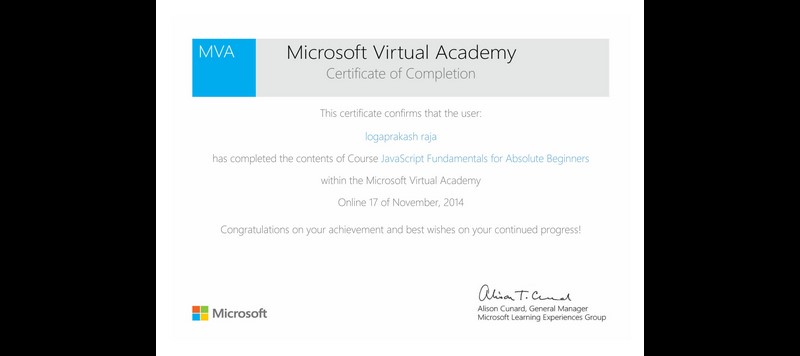 MVA
Microsoft Virtual Academy
Certificate of Completion
This certificate confirms that the user:
logaprakash raja
has completed the contents of Course JavaScript Fundamentals for Absolute Beginners
within the Microsoft Virtual Academy
Online 17 of November, 2014
Congratulations on your achievement and best wishes on your continued progress!
Alison T. Cunard
Alison Cunard, General Manager
Microsoft Learning Experiences Group
Microsoft